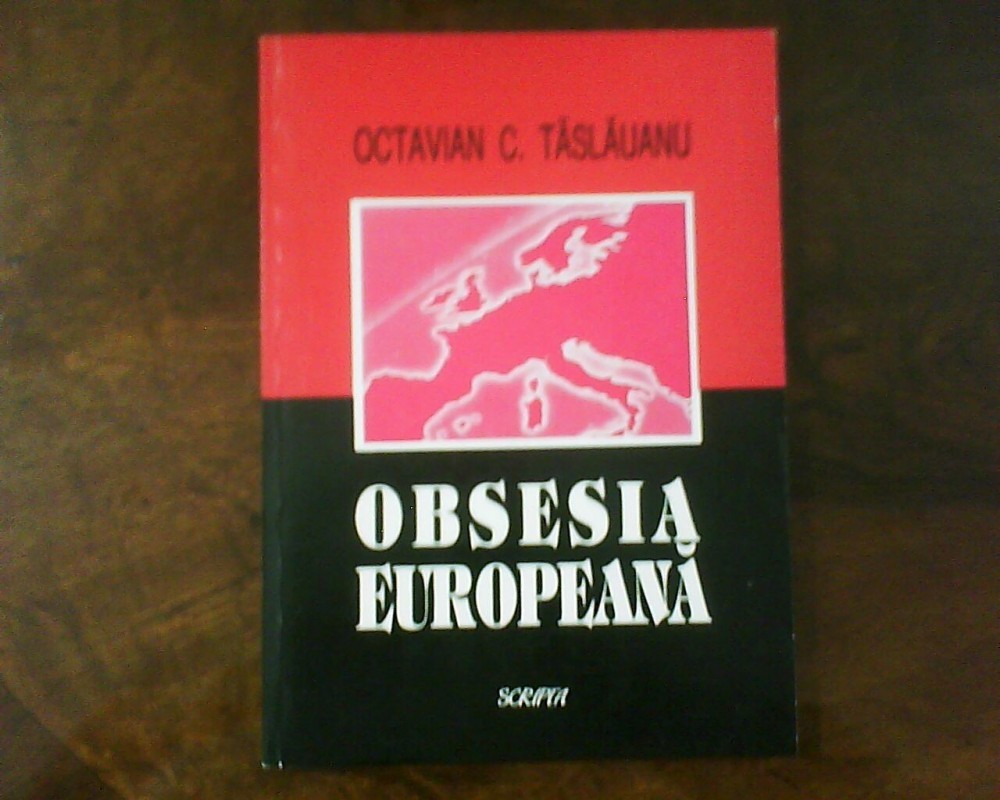 OCTAVIAN C. TĂSLĂUANU
OBSESIA
EUROPEANĂ
SCRIPTA